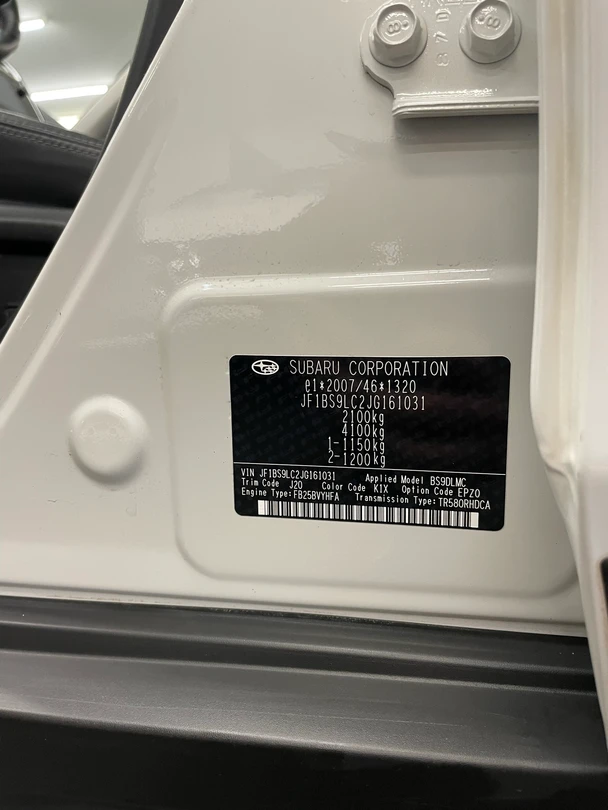 SUBARU CORPORATION
e1*2007/46*1320
JF1BS9LC2JG161031
2100kg
4100kg
1-1150kg
2-1200kg
VIN JF1BS9LC2JG161031 Applied Model BS9DLMC
Trim Code J20 Color Code K1X Option Code EPZ0
Engine Type:FB25BVYHFA Transmission Type:TR580RHDCA